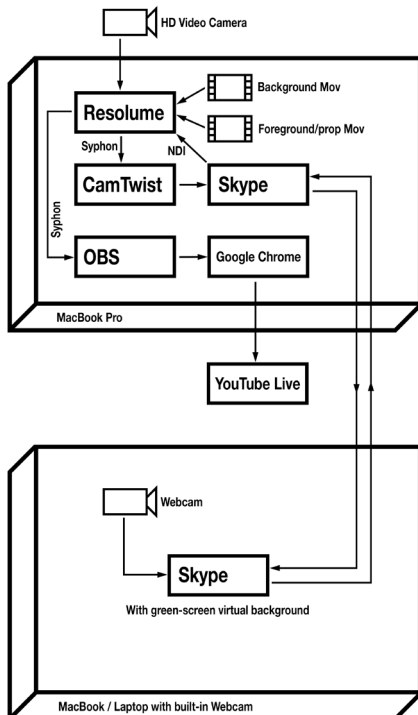 HD Video Camera
Background Mov
Resolume
Foreground/prop Mov
Syphon
NDI
CamTwist
Skype
Syphon
OBS
Google Chrome
MacBook Pro
YouTube Live
Webcam
Skype
With green-screen virtual background
MacBook / Laptop with built-in Webcam